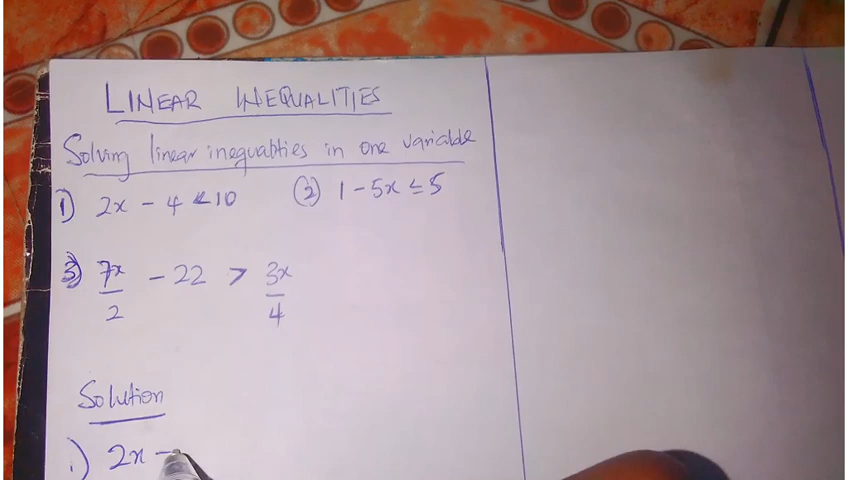 LINEAR INEQUALITIES
Solving linear inequalities in one variable
1) 2x - 4 < 10 (2) 1 - 5x ≤ 5
3) 7x/2 - 22 > 3x/4
Solution
i) 2x -